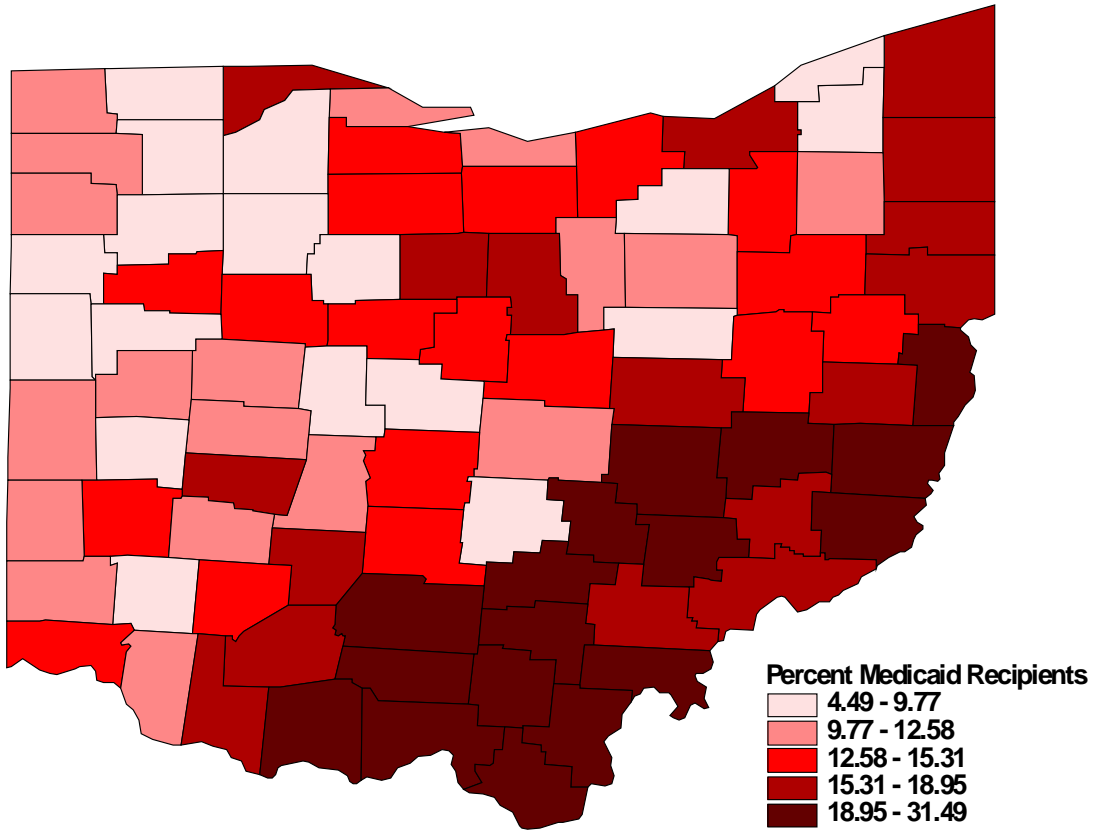 Percent Medicaid Recipients
4.49 - 9.77
9.77 - 12.58
12.58 - 15.31
15.31 - 18.95
18.95 - 31.49